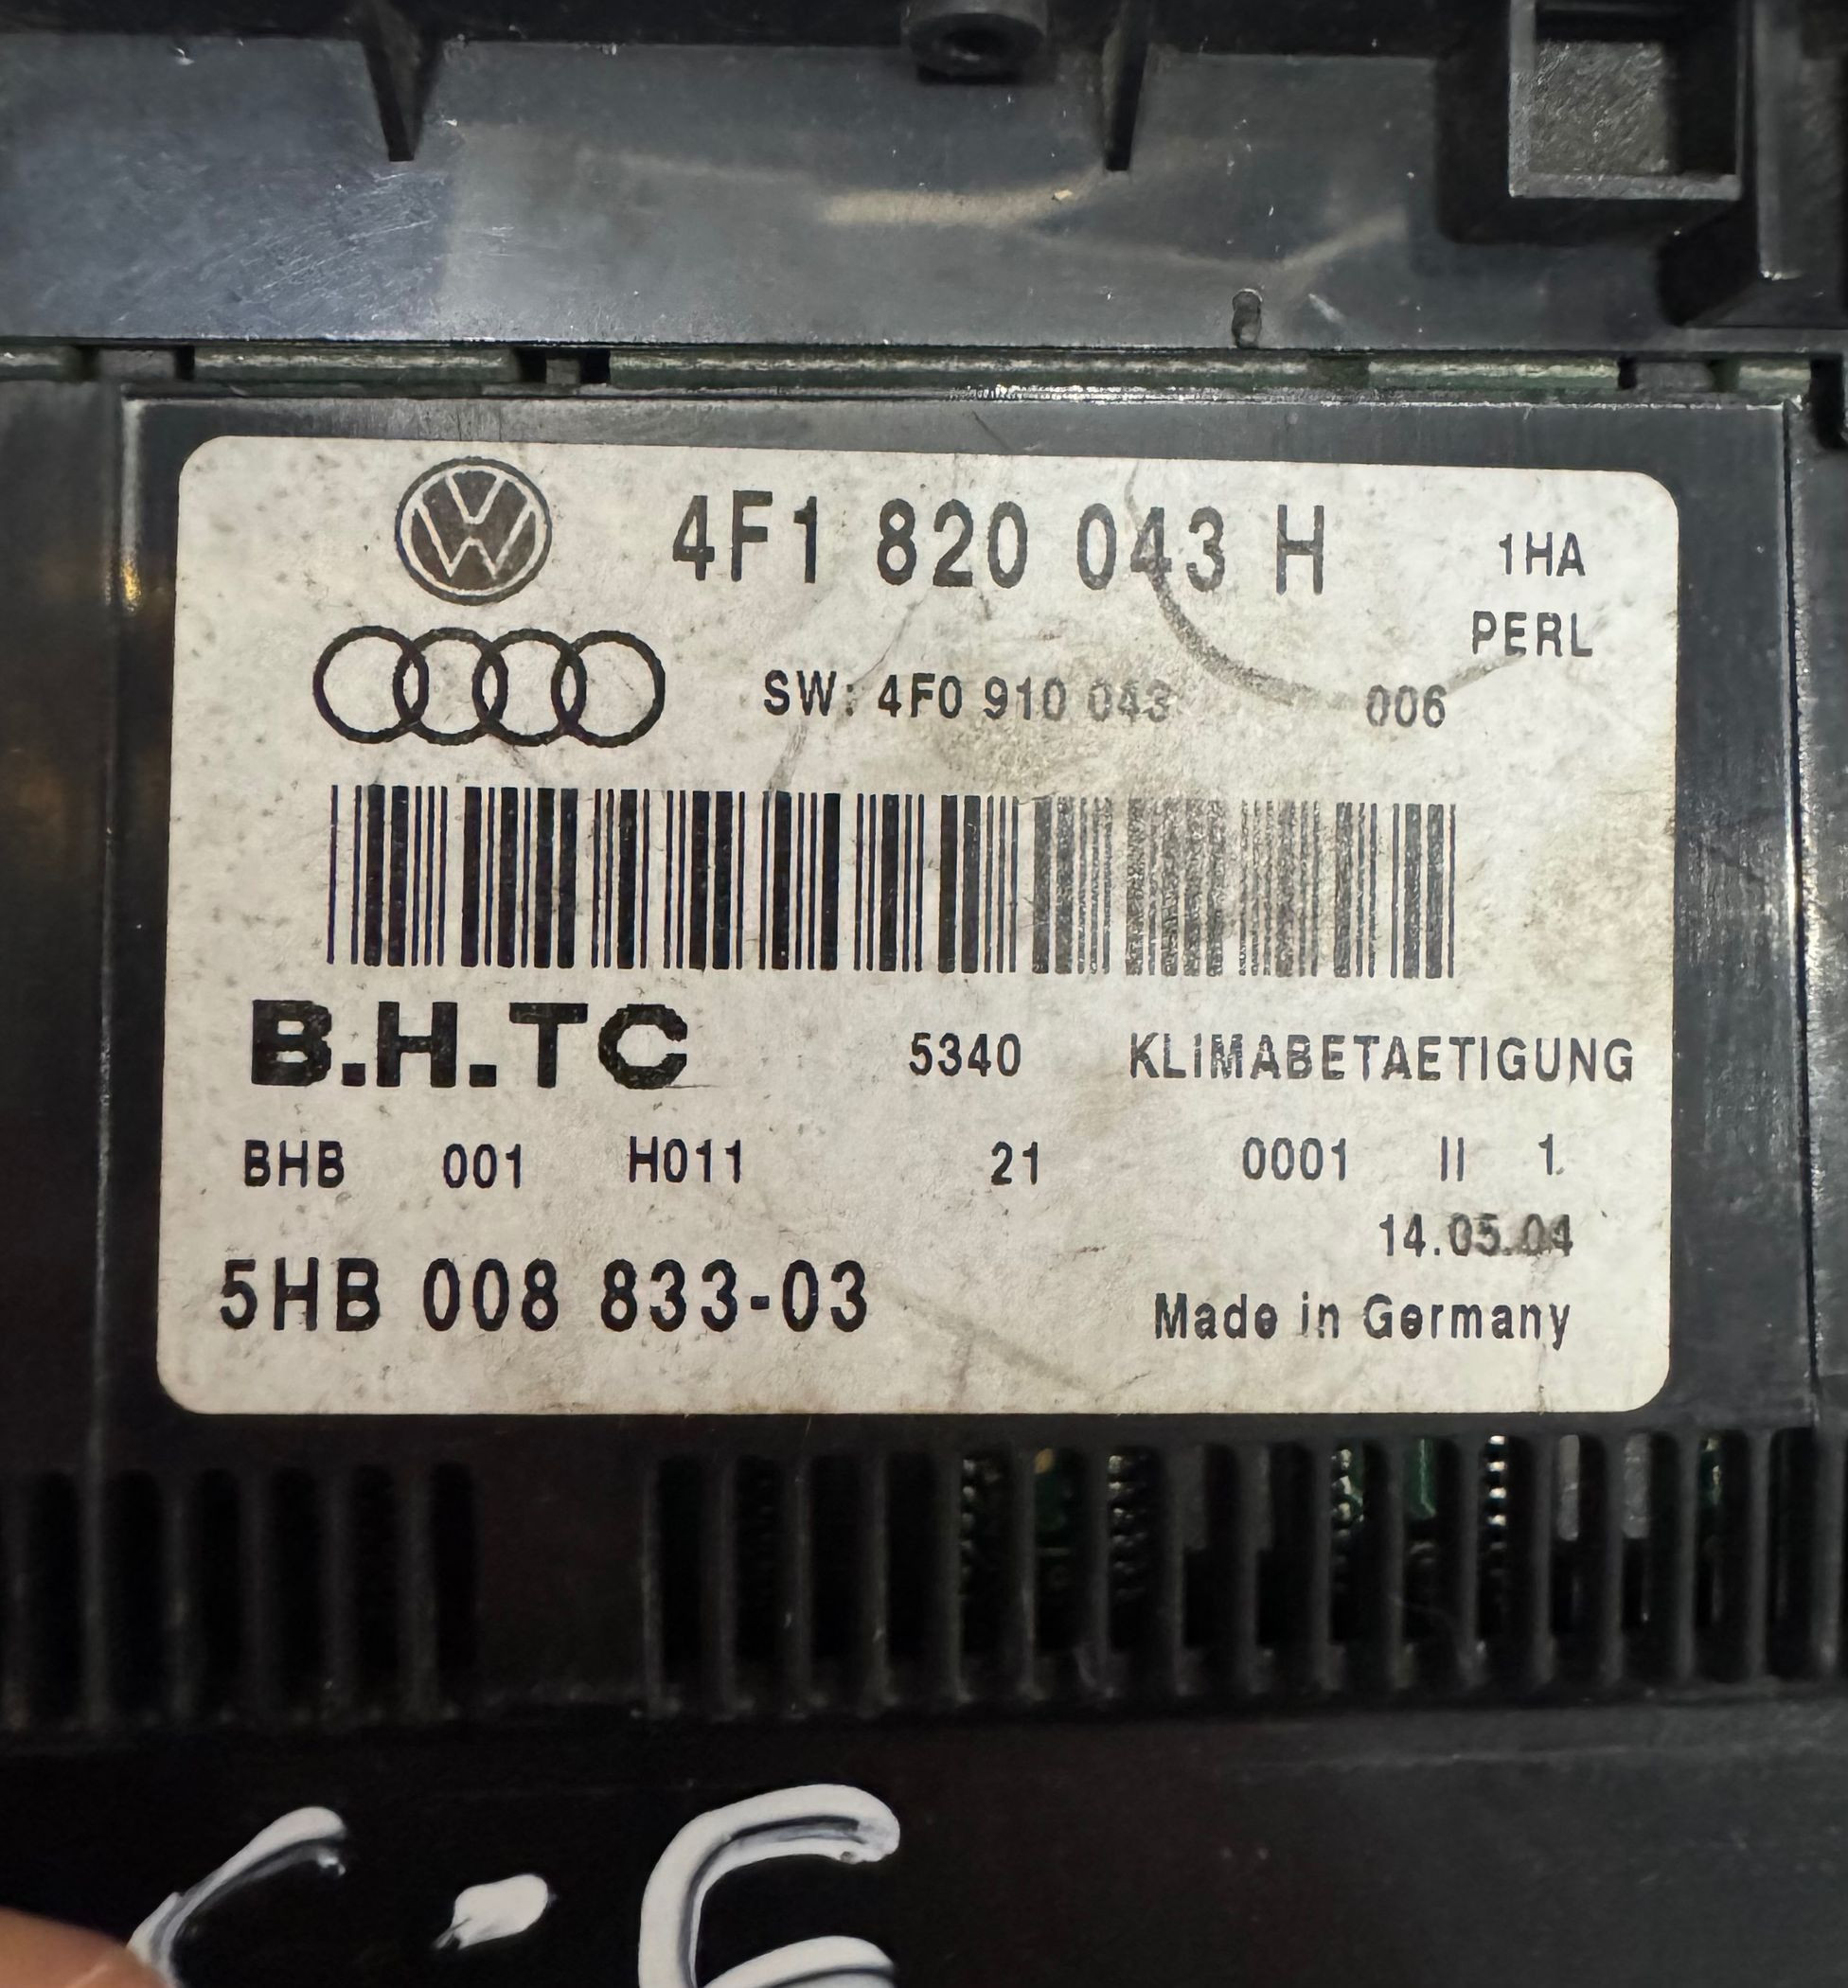 4F1 820 043 H
1HA
PERL
SW: 4F0 910 043 006
B.H.TC 5340 KLIMABETAETIGUNG
BHB 001 H011 21 0001 II 1
14.05.04
5HB 008 833-03
Made in Germany